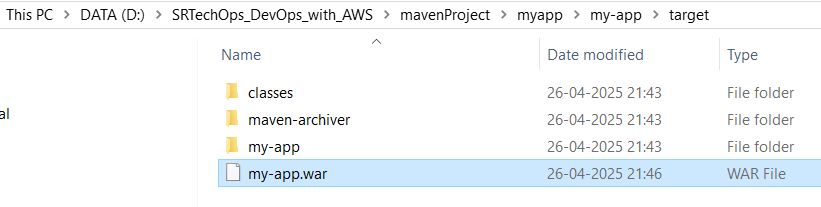 This PC > DATA (D:) > SRTechOps_DevOps_with_AWS > mavenProject > myapp > my-app > target
Name Date modified Type
classes 26-04-2025 21:43 File folder
al
maven-archiver 26-04-2025 21:43 File folder
my-app 26-04-2025 21:43 File folder
my-app.war 26-04-2025 21:46 WAR File